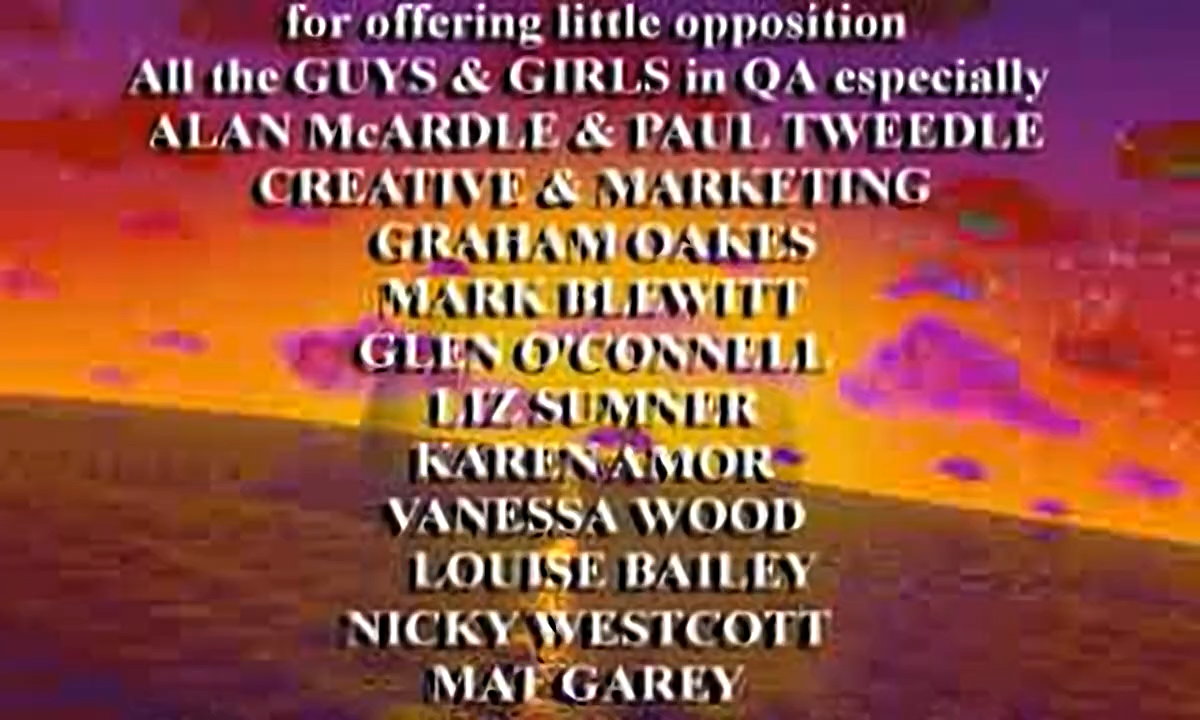 for offering little opposition
All the GUYS & GIRLS in QA especially
ALAN McARDLE & PAUL TWEEDLE
CREATIVE & MARKETING
GRAHAM OAKES
MARK BLEWITT
GLEN O'CONNELL
LIZ SUMNER
KAREN AMOR
VANESSA WOOD
LOUISE BAILEY
NICKY WESTCOTT
MAT GAREY